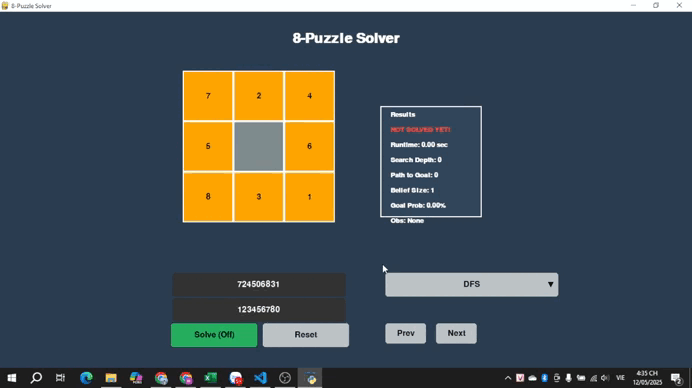 8-Puzzle Solver
8-Puzzle Solver
7 2 4
5 6
8 3 1
Results
NOT SOLVED YET!
Runtime: 0.00 sec
Search Depth: 0
Path to Goal: 0
Belief Size: 1
Goal Prob: 0.00%
Obs: None
724506831
DFS
123456780
Solve (Off)
Reset
Prev
Next
VIE
4:35 CH
12/05/2025